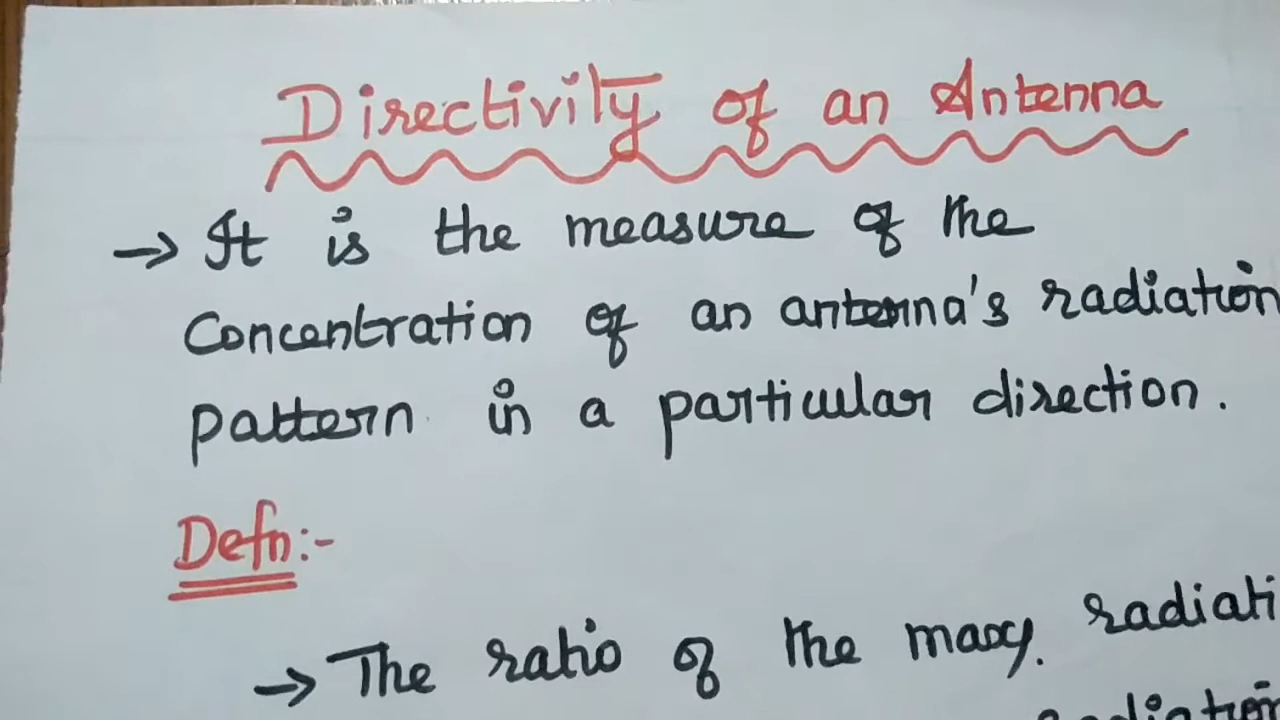 Directivity of an Antenna
→ It is the measure of the
Concentration of an antenna's radiation
pattern in a particular direction.
Defn:-
→ The ratio of the max. radiati